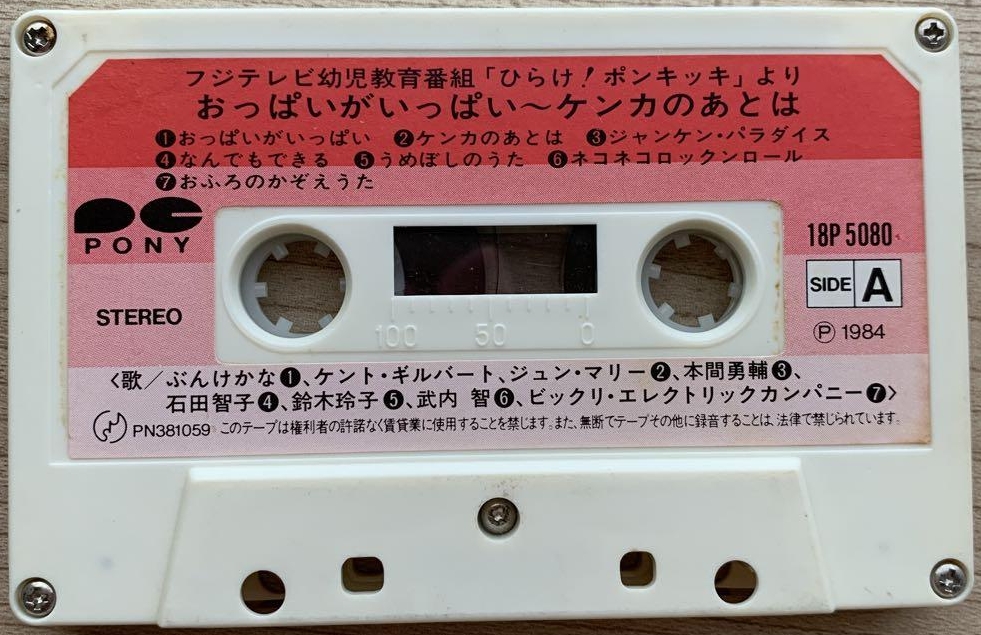 フジテレビ幼児教育番組「ひらけ!ポンキッキ」より
おっぱいがいっぱい～ケンカのあとは
❶おっぱいがいっぱい ❷ケンカのあとは ❸ジャンケン・パラダイス
❹なんでもできる ❺うめぼしのうた ❻ネコネコロックンロール
❼おふろのかぞえうた
PONY
18P5080
SIDE A
STEREO
Ⓟ 1984
100 50 0
〈歌／ぶんけかな❶、ケント・ギルバート、ジュン・マリー❷、本間勇輔❸、
石田智子❹、鈴木玲子❺、武内 智❻、ビックリ・エレクトリックカンパニー❼〉
PN381059 このテープは権利者の許諾なく賃貸業に使用することを禁じます。また、無断でテープその他に録音することは、法律で禁じられています。